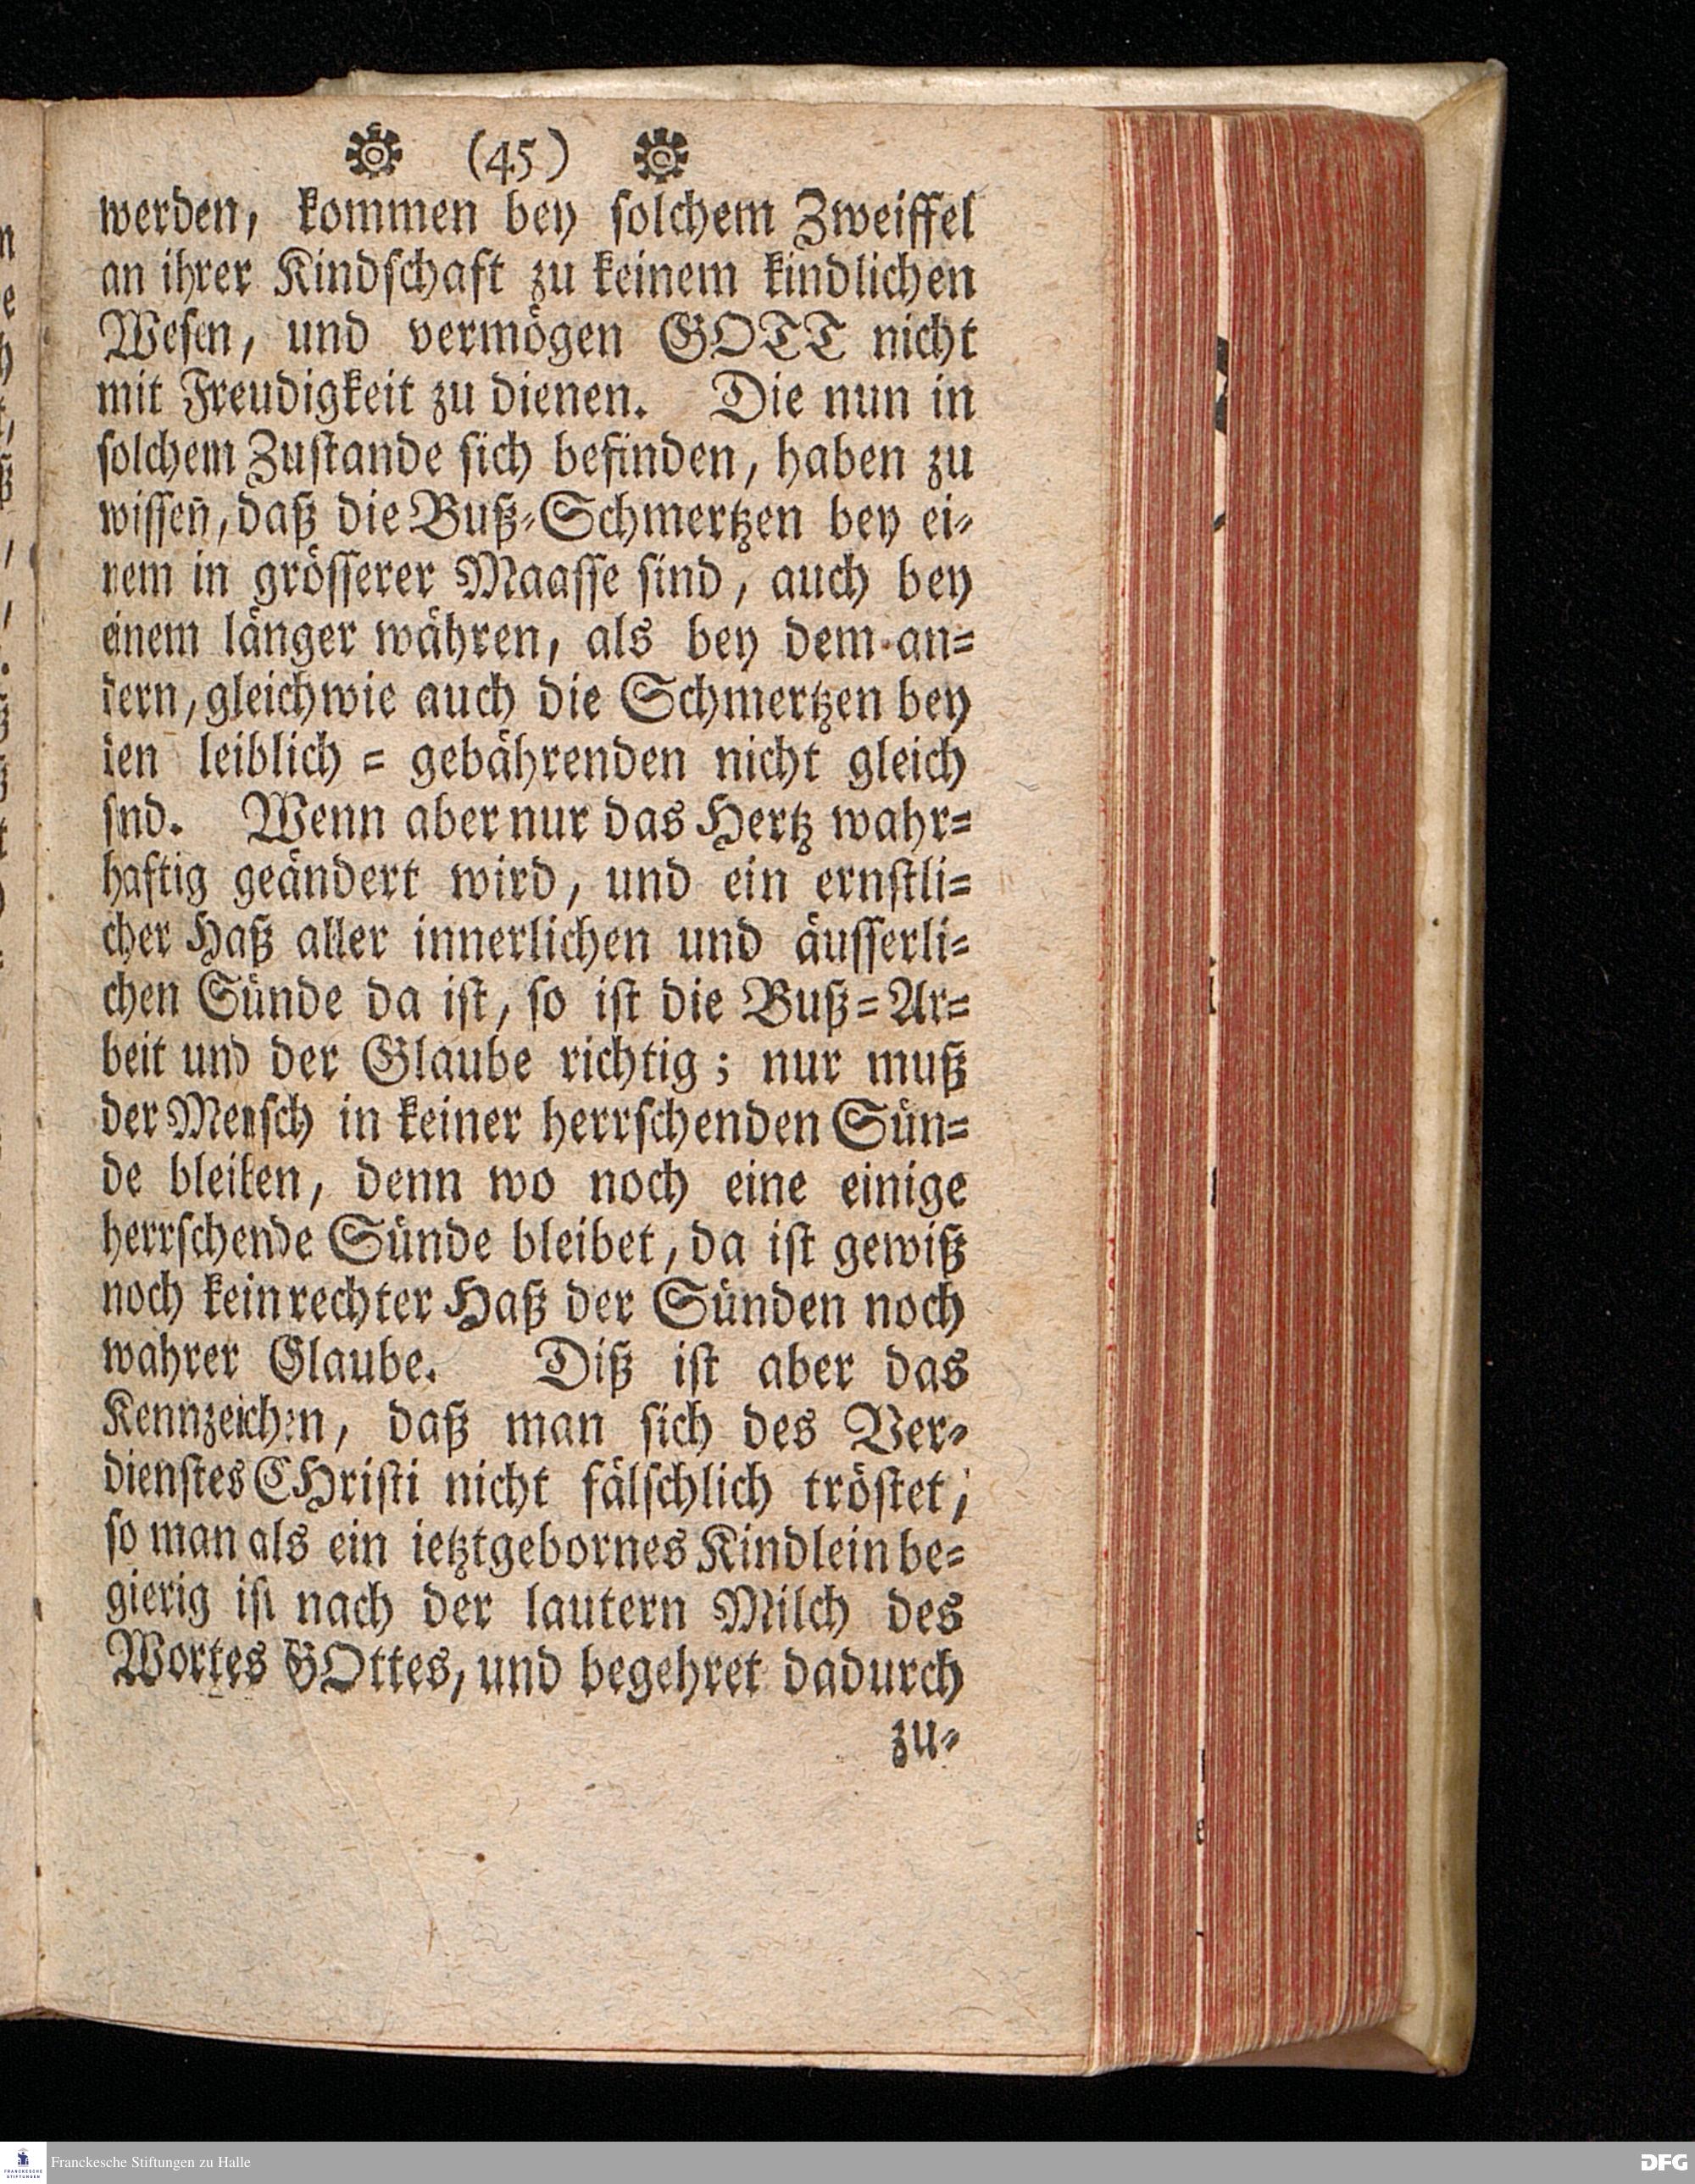 (45)
werden, kommen bey solchem Zweiffel
an ihrer Kindschaft zu keinem kindlichen
Wesen, und vermögen GOTT nicht
mit Freudigkeit zu dienen. Die nun in
solchem Zustande sich befinden, haben zu
wissen̄, daß die Buß-Schmertzen bey ei-
nem in grösserer Maasse sind, auch bey
einem länger währen, als bey dem an-
dern, gleichwie auch die Schmertzen bey
den leiblich-gebährenden nicht gleich
sind. Wenn aber nur das Hertz wahr-
haftig geändert wird, und ein ernstli-
cher Haß aller innerlichen und äusserli-
chen Sünde da ist, so ist die Buß-Ar-
beit und der Glaube richtig; nur muß
der Mensch in keiner herrschenden Sün-
de bleiben, denn wo noch eine einige
herrschende Sünde bleibet, da ist gewiß
noch kein rechter Haß der Sünden noch
wahrer Glaube. Diß ist aber das
Kennzeichen, daß man sich des Ver-
dienstes CHristi nicht fälschlich tröstet,
so man als ein ietztgebornes Kindlein be-
gierig ist nach der lautern Milch des
Wortes GOttes, und begehret dadurch
zu-
Franckesche Stiftungen zu Halle
DFG